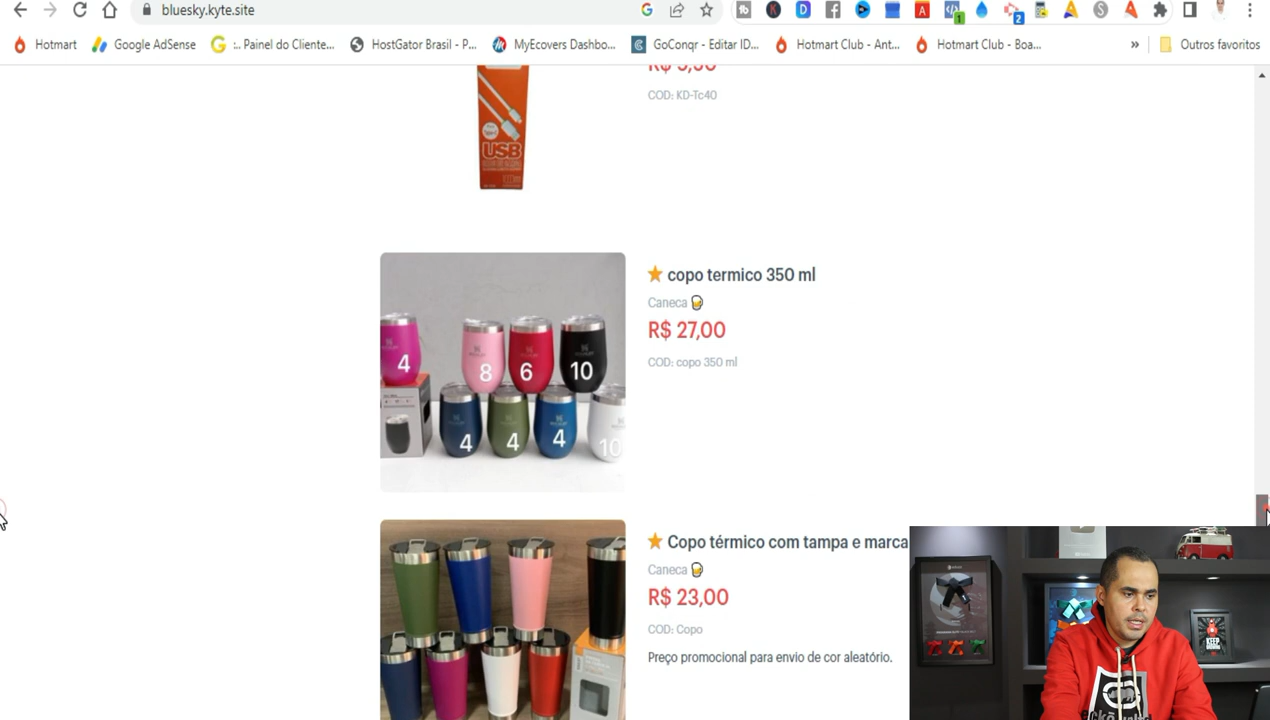 bluesky.kyte.site
Hotmart
Google AdSense
:. Painel do Cliente...
HostGator Brasil - P...
MyEcovers Dashbo...
GoConqr - Editar ID...
Hotmart Club - Ant...
Hotmart Club - Boa...
»
Outros favoritos
COD: KD-Tc40
USB
copo termico 350 ml
Caneca
R$ 27,00
COD: copo 350 ml
4
8
6
10
4
4
4
10
Copo térmico com tampa e marca
Caneca
R$ 23,00
COD: Copo
Preço promocional para envio de cor aleatório.